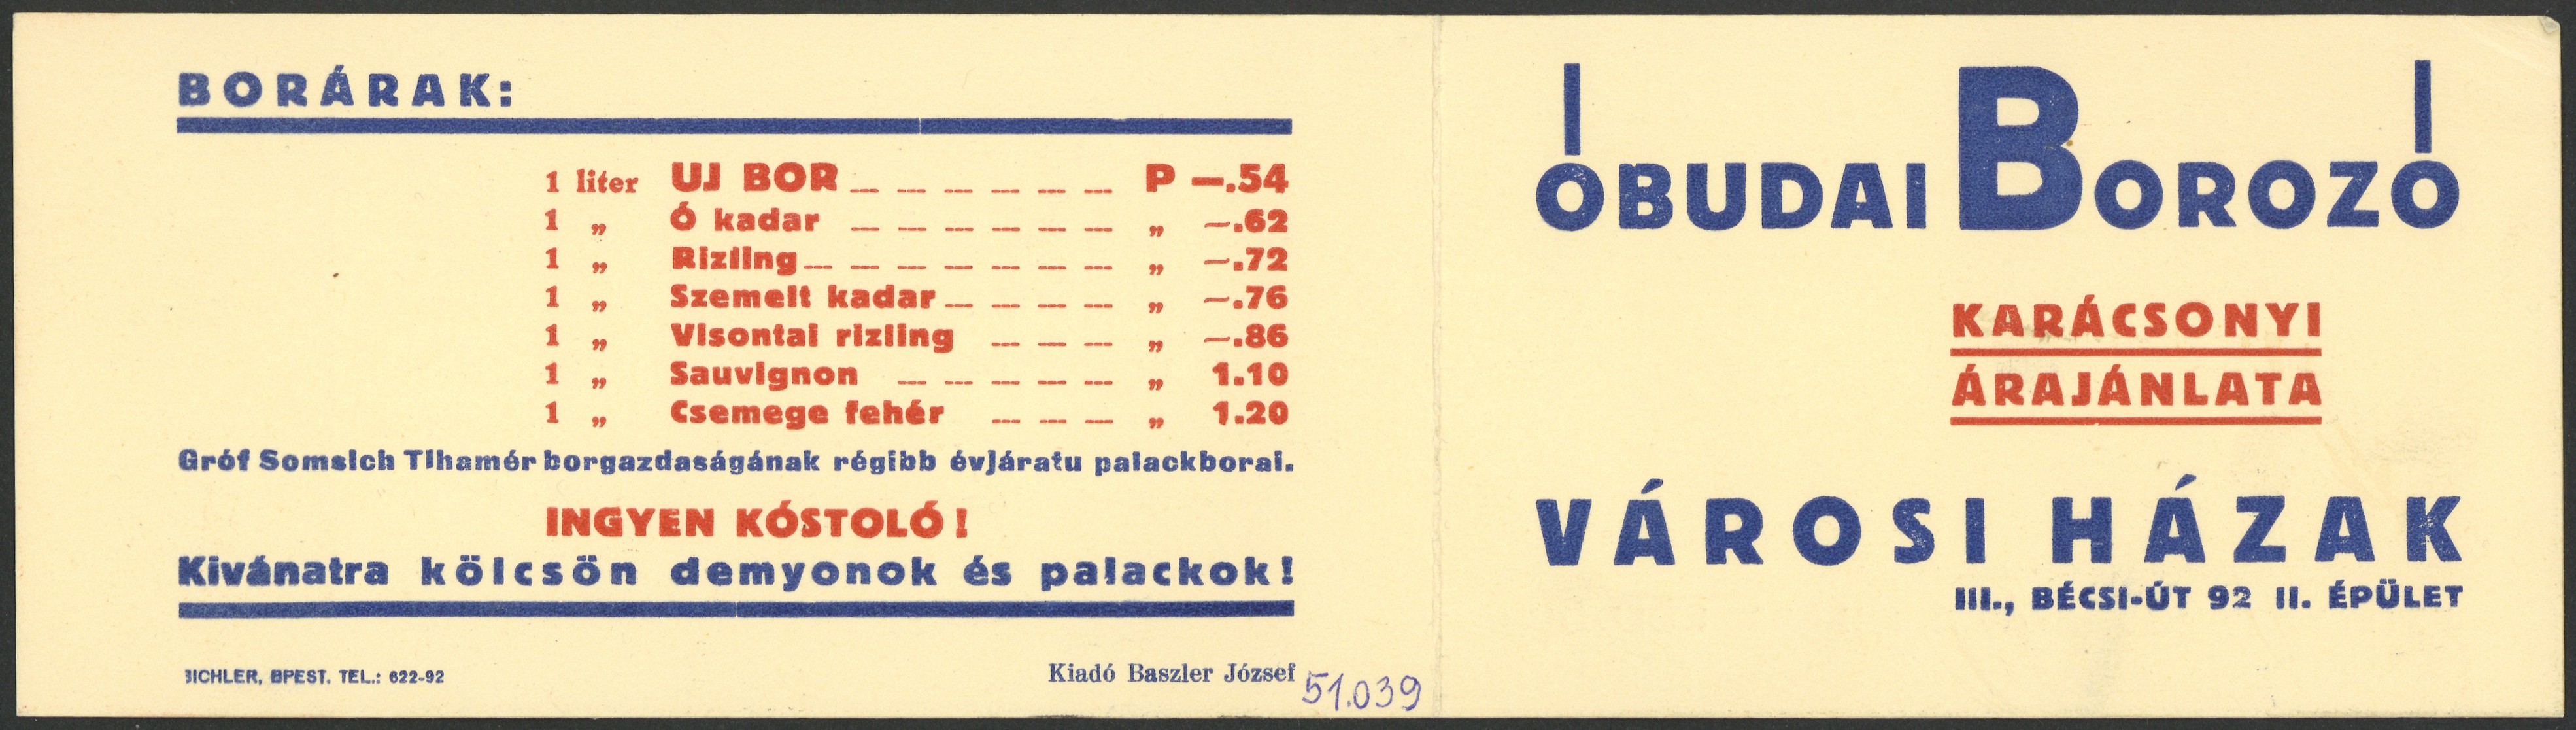 BORÁRAK:
1 liter UJ BOR P —.54
1 „ Ó kadar „ —.62
1 „ Rizling „ —.72
1 „ Szemelt kadar „ —.76
1 „ Visontai rizling „ —.86
1 „ Sauvignon „ 1.10
1 „ Csemege fehér „ 1.20
Gróf Somsich Tihamér borgazdaságának régibb évjáratu palackborai.
INGYEN KÓSTOLÓ!
Kivánatra kölcsön demyonok és palackok!
BICHLER, BPEST. TEL.: 622-92
Kiadó Baszler József
51.039
ÓBUDAI BOROZÓ
KARÁCSONYI
ÁRAJÁNLATA
VÁROSI HÁZAK
III., BÉCSI-ÚT 92 II. ÉPÜLET